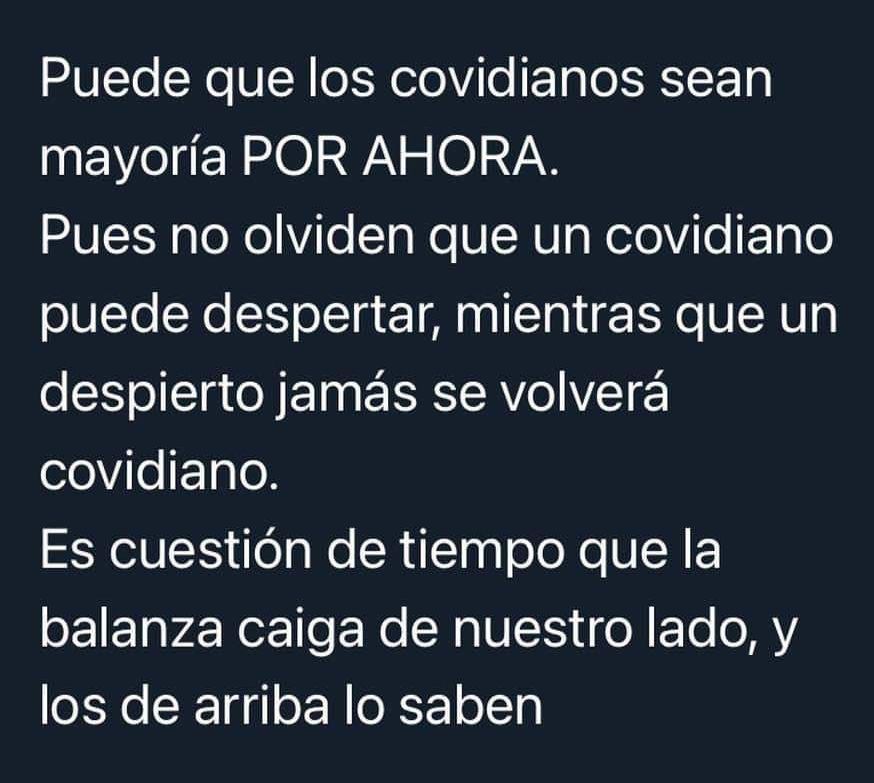 Puede que los covidianos sean
mayoría POR AHORA.
Pues no olviden que un covidiano
puede despertar, mientras que un
despierto jamás se volverá
covidiano.
Es cuestión de tiempo que la
balanza caiga de nuestro lado, y
los de arriba lo saben